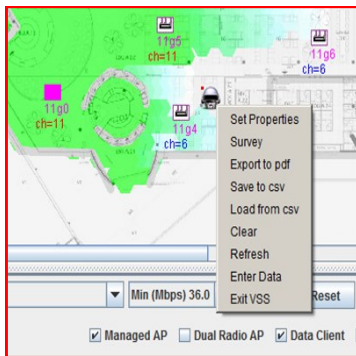 11g5
ch=11
11g6
ch=6
11g0
ch=11
11g4
ch=6
Set Properties
Survey
Export to pdf
Save to csv
Load from csv
Clear
Refresh
Enter Data
Exit VSS
Min (Mbps) 36.0
Reset
Managed AP
Dual Radio AP
Data Client